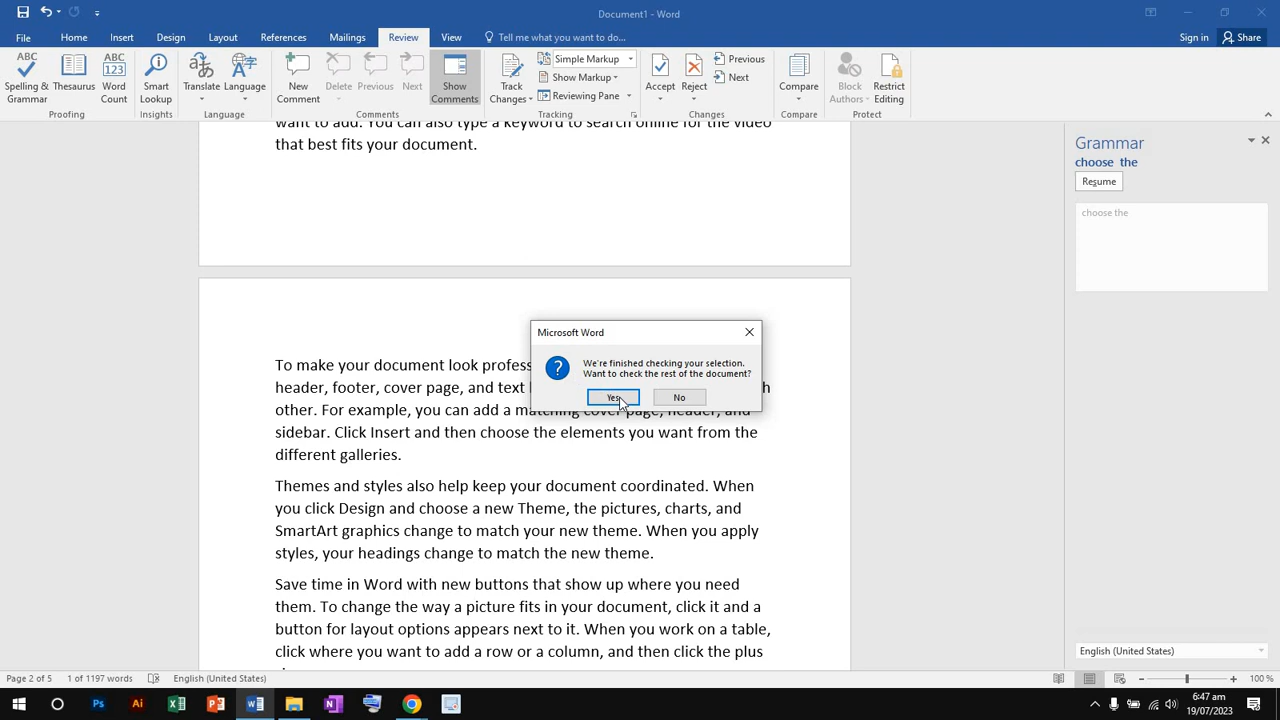 Document1 - Word
File Home Insert Design Layout References Mailings Review View Tell me what you want to do...
Sign in Share
Spelling & Grammar
Thesaurus
Word Count
Proofing
Smart Lookup
Insights
Translate
Language
Language
New Comment
Delete
Previous
Next
Show Comments
Comments
Track Changes
Simple Markup
Show Markup
Reviewing Pane
Tracking
Accept
Reject
Previous
Next
Changes
Compare
Compare
Block Authors
Restrict Editing
Protect
want to add. You can also type a keyword to search online for the video
that best fits your document.
To make your document look profess
header, footer, cover page, and text
h
other. For example, you can add a matching cover page, header, and
sidebar. Click Insert and then choose the elements you want from the
different galleries.
Themes and styles also help keep your document coordinated. When
you click Design and choose a new Theme, the pictures, charts, and
SmartArt graphics change to match your new theme. When you apply
styles, your headings change to match the new theme.
Save time in Word with new buttons that show up where you need
them. To change the way a picture fits in your document, click it and a
button for layout options appears next to it. When you work on a table,
click where you want to add a row or a column, and then click the plus
Microsoft Word
?
We're finished checking your selection.
Want to check the rest of the document?
Yes No
Grammar
choose the
Resume
choose the
English (United States)
Page 2 of 5 1 of 1197 words English (United States)
100 %
Ps Ai
6:47 am
19/07/2023